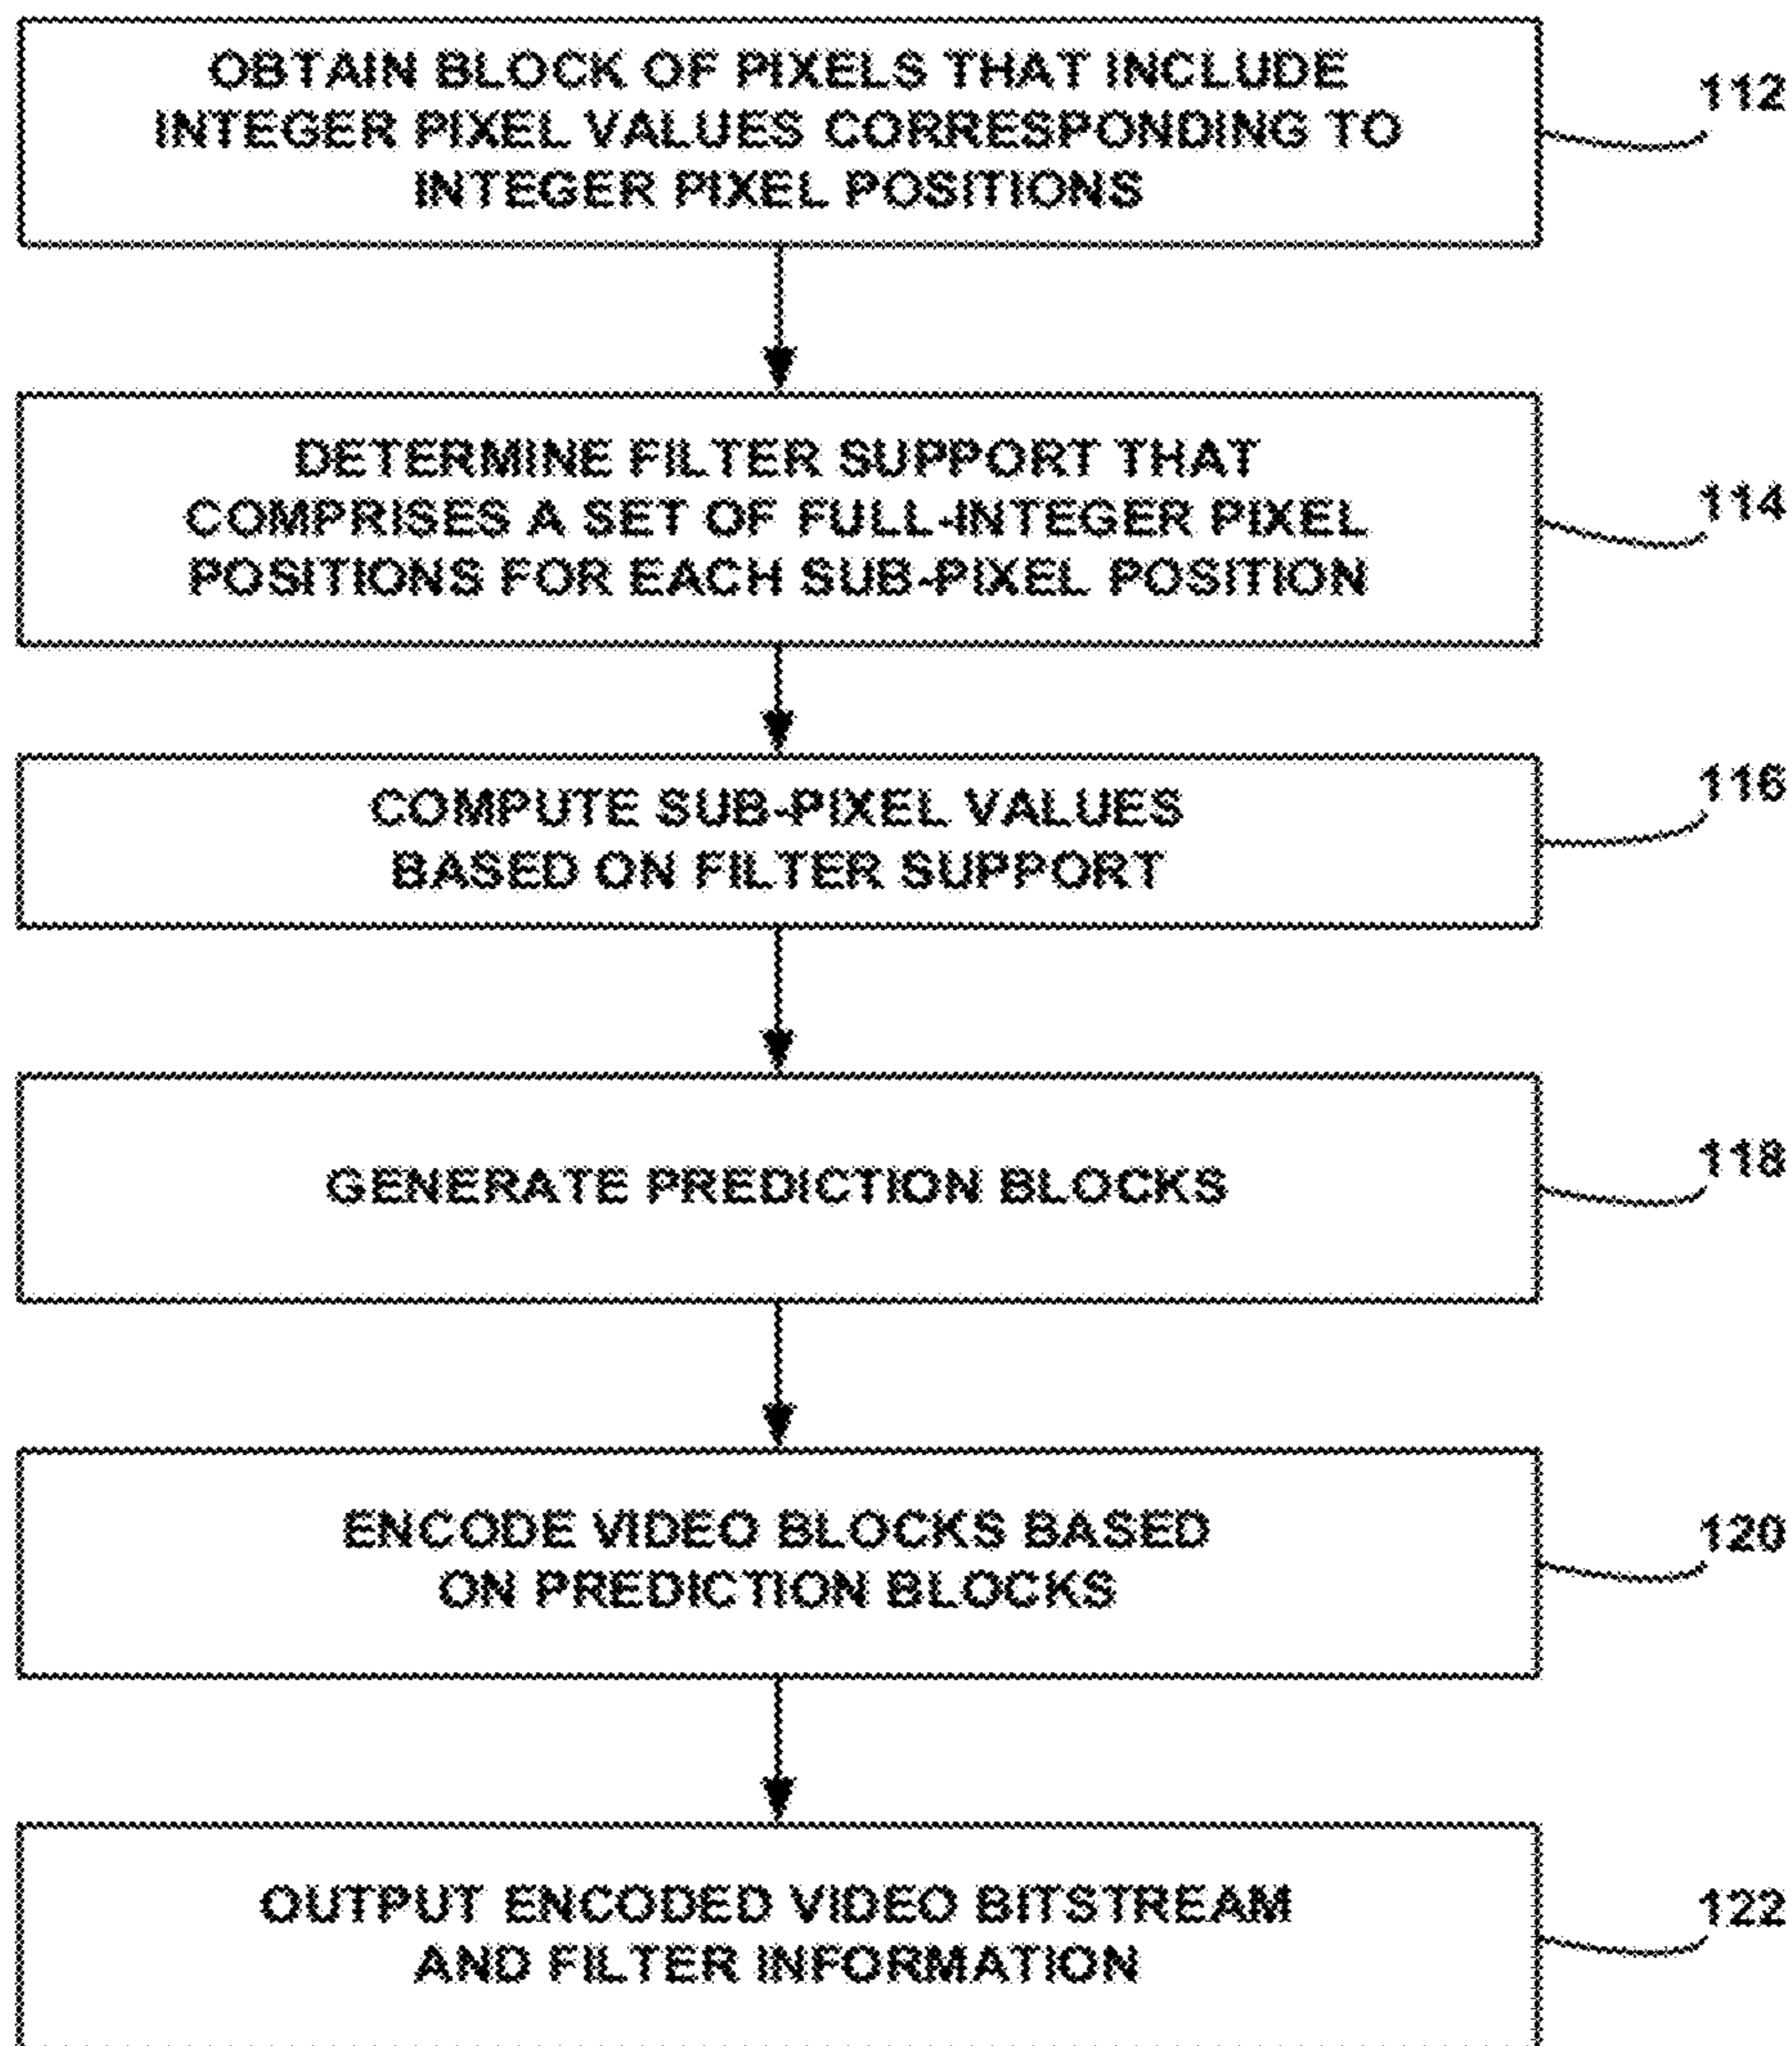 OBTAIN BLOCK OF PIXELS THAT INCLUDE
INTEGER PIXEL VALUES CORRESPONDING TO
INTEGER PIXEL POSITIONS
112
DETERMINE FILTER SUPPORT THAT
COMPRISES A SET OF FULL-INTEGER PIXEL
POSITIONS FOR EACH SUB-PIXEL POSITION
114
COMPUTE SUB-PIXEL VALUES
BASED ON FILTER SUPPORT
116
GENERATE PREDICTION BLOCKS
118
ENCODE VIDEO BLOCKS BASED
ON PREDICTION BLOCKS
120
OUTPUT ENCODED VIDEO BITSTREAM
AND FILTER INFORMATION
122